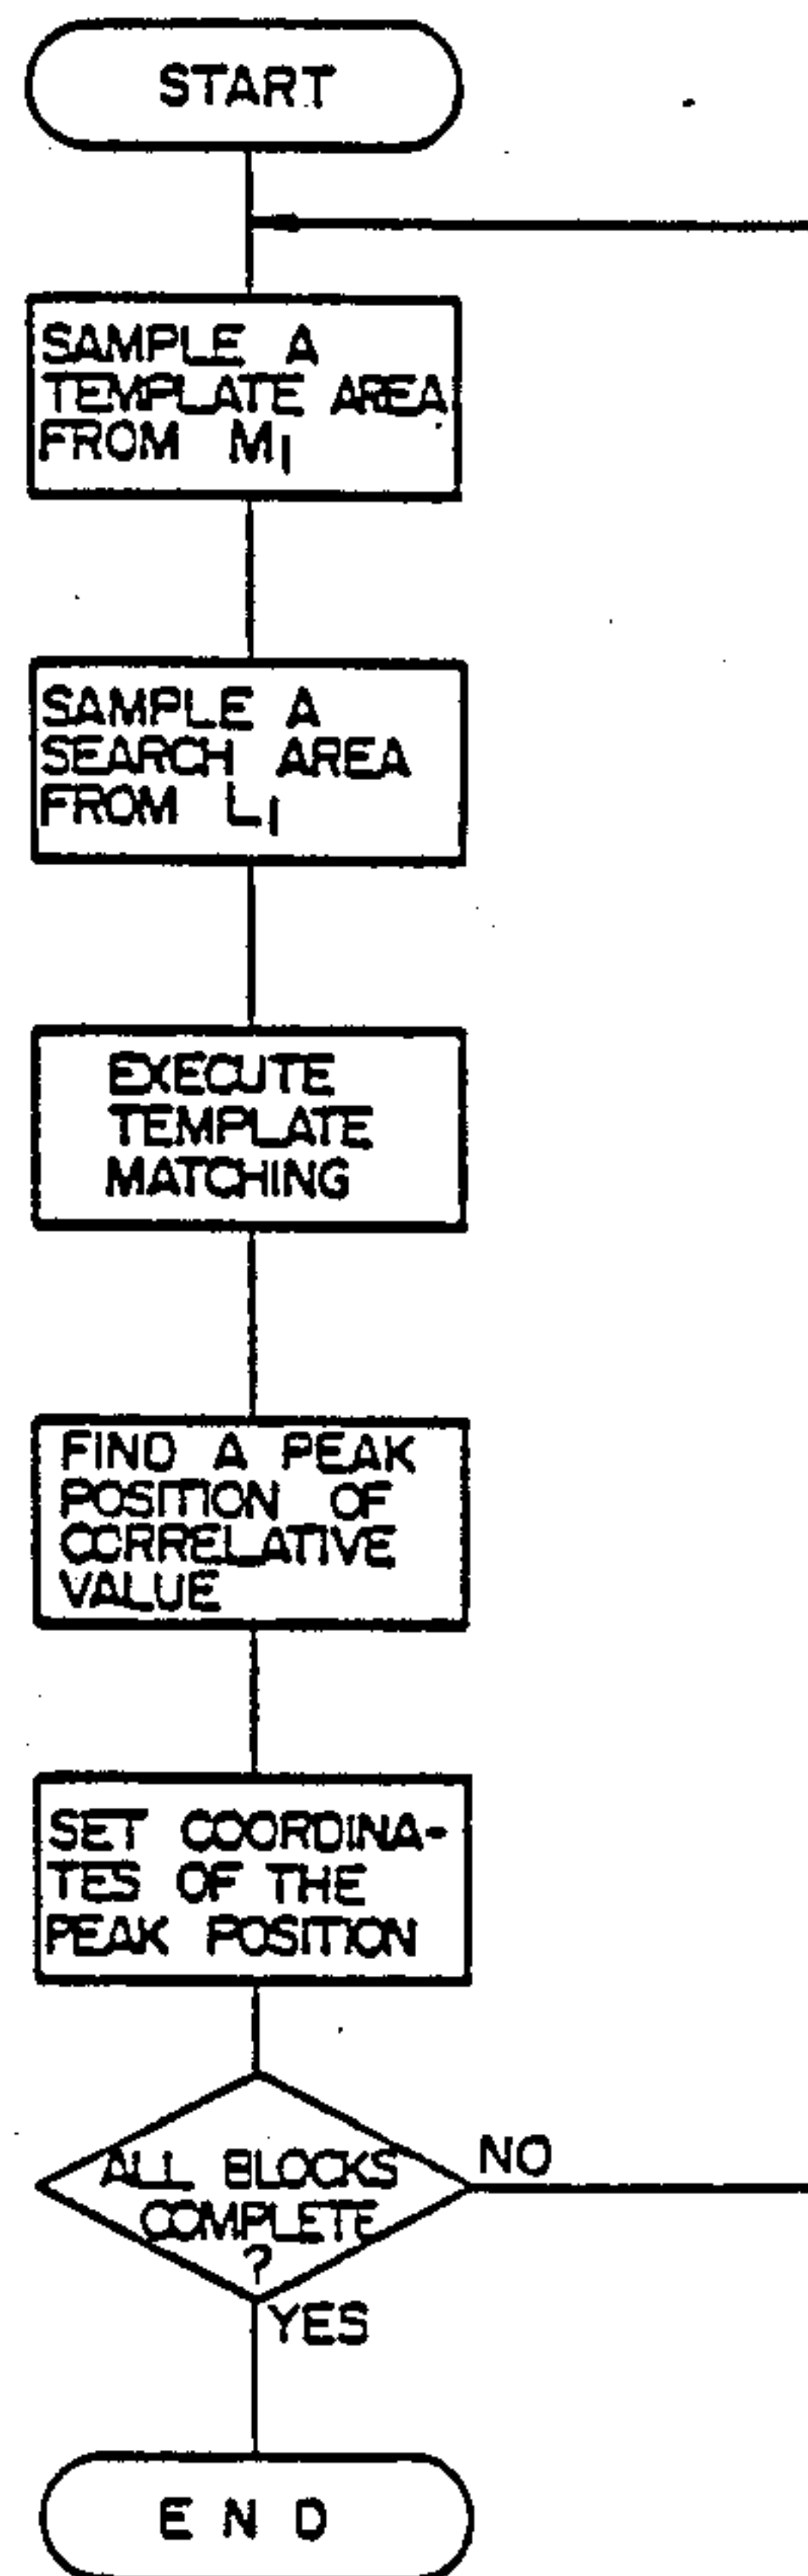 START
SAMPLE A
TEMPLATE AREA
FROM M1
SAMPLE A
SEARCH AREA
FROM L1
EXECUTE
TEMPLATE
MATCHING
FIND A PEAK
POSITION OF
CORRELATIVE
VALUE
SET COORDINA-
TES OF THE
PEAK POSITION
ALL BLOCKS
COMPLETE
?
NO
YES
END